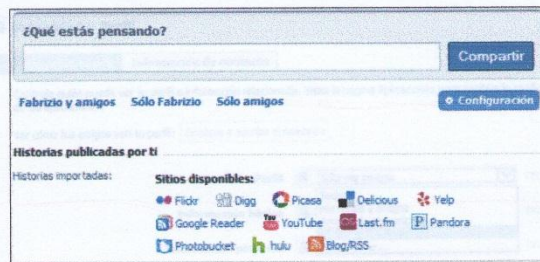 ¿Qué estás pensando?
Compartir
Fabrizio y amigos Sólo Fabrizio Sólo amigos Configuración
Historias publicadas por ti
Historias importadas: Sitios disponibles:
Flickr Digg Picasa Delicious Yelp
Google Reader You YouTube Last.fm P Pandora
Photobucket h hulu Blog/RSS